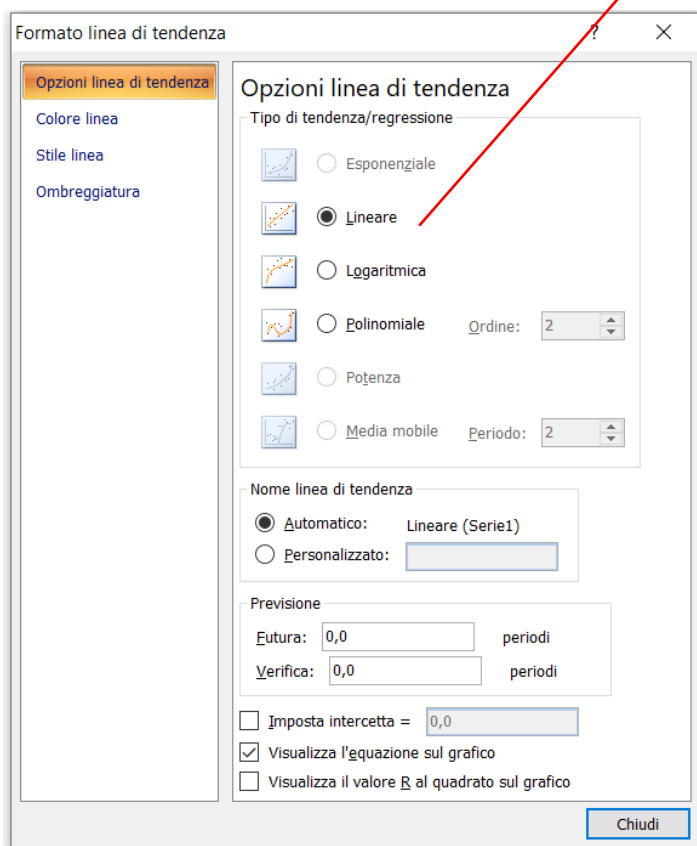 Formato linea di tendenza
?
Opzioni linea di tendenza
Colore linea
Stile linea
Ombreggiatura
Opzioni linea di tendenza
Tipo di tendenza/regressione
Esponenziale
Lineare
Logaritmica
Polinomiale Ordine: 2
Potenza
Media mobile Periodo: 2
Nome linea di tendenza
Automatico: Lineare (Serie1)
Personalizzato:
Previsione
Futura: 0,0 periodi
Verifica: 0,0 periodi
Imposta intercetta = 0,0
Visualizza l'equazione sul grafico
Visualizza il valore R al quadrato sul grafico
Chiudi